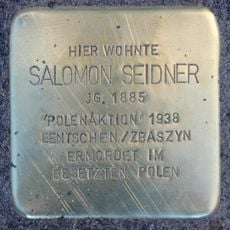 HIER WOHNTE
SALOMON SEIDNER
JG. 1885
'POLENAKTION' 1938
BENTSCHEN/ZBASZYN
ERMORDET IM
BESETZTEN POLEN